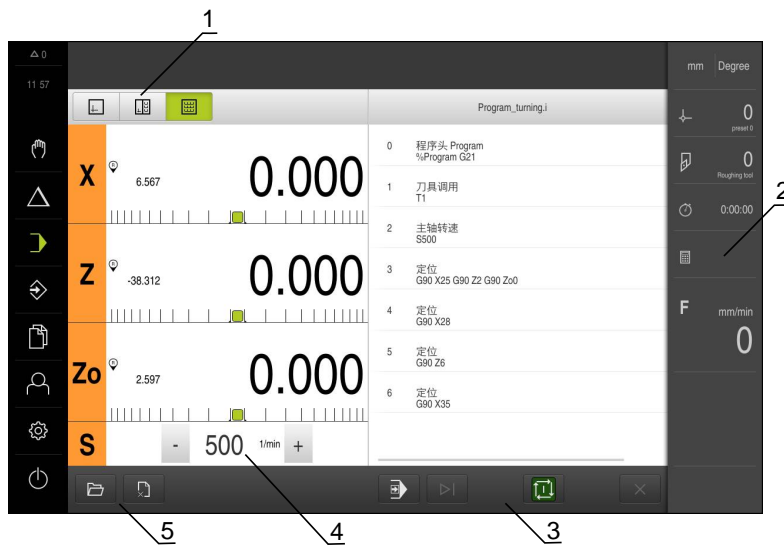 1
△ 0
11 57
mm Degree
Program_turning.i
X
R
6.567
0.000
Z
R
-38.312
0.000
Zo
R
2.597
0.000
S
- 500 1/min +
0 程序头 Program
%Program G21
1 刀具调用
T1
2 主轴转速
S500
3 定位
G90 X25 G90 Z2 G90 Zo0
4 定位
G90 X28
5 定位
G90 Z6
6 定位
G90 X35
0
preset 0
0
Roughing tool
0:00:00
F mm/min
0
2
5
4
3